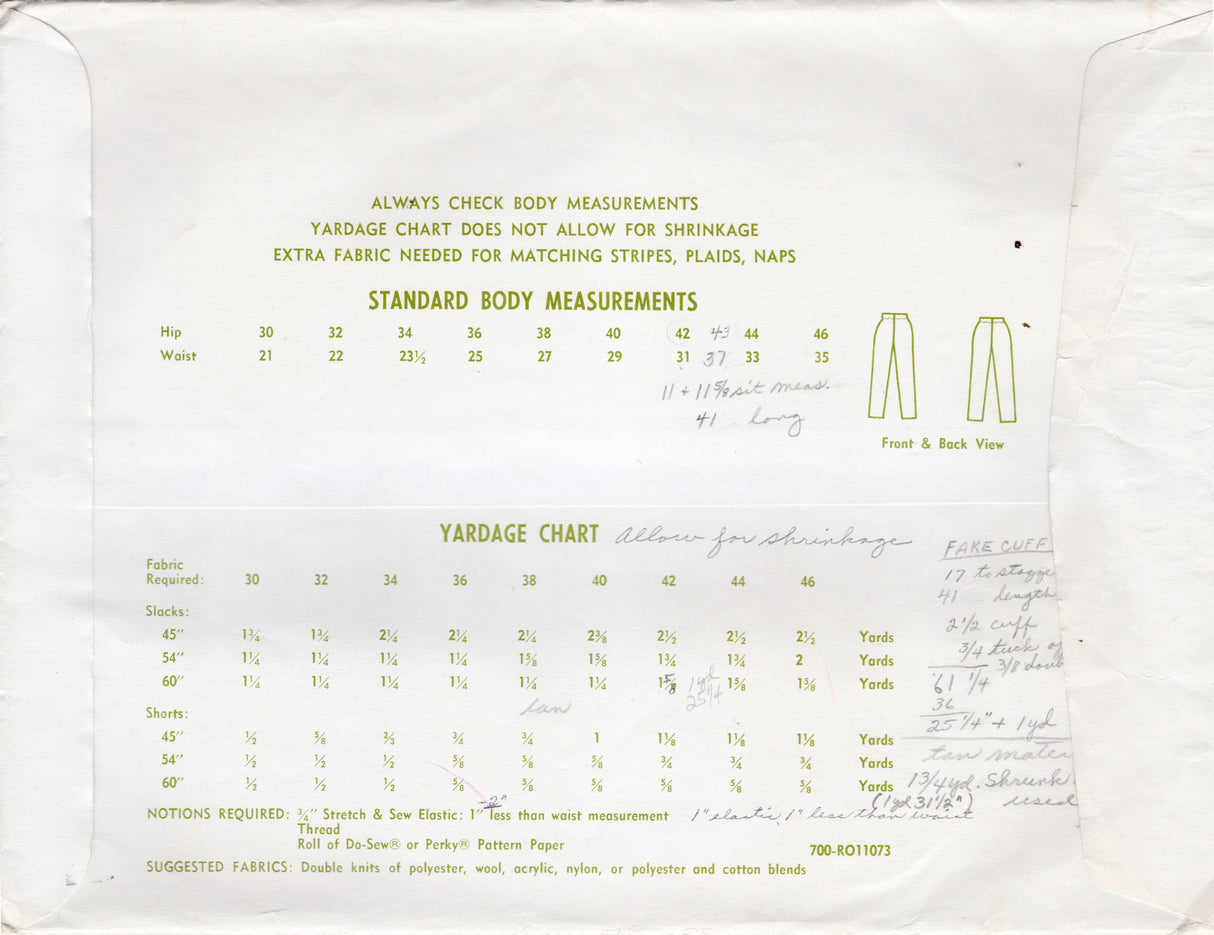 ALWAYS CHECK BODY MEASUREMENTS
YARDAGE CHART DOES NOT ALLOW FOR SHRINKAGE
EXTRA FABRIC NEEDED FOR MATCHING STRIPES, PLAIDS, NAPS
STANDARD BODY MEASUREMENTS
Hip 30 32 34 36 38 40 42 43 44 46
Waist 21 22 23½ 25 27 29 31 37 33 35
11 + 11 5/8 sit meas.
41 - long
Front & Back View
YARDAGE CHART Allow for shrinkage
Fabric
Required: 30 32 34 36 38 40 42 44 46
Slacks:
45" 1¾ 1¾ 2¼ 2¼ 2¼ 2⅜ 2½ 2½ 2½ Yards
54" 1¼ 1¼ 1¼ 1¼ 1⅝ 1⅝ 1¾ 1¾ 2 Yards
60" 1¼ 1¼ 1¼ 1¼ 1¼ 1¼ 1⅝ 1⅝ 1⅝ Yards
1 yd
25 1/4
tan
Shorts:
45" ½ ⅝ ⅔ ¾ ¾ 1 1⅛ 1⅛ 1⅛ Yards
54" ½ ½ ½ ⅝ ⅝ ⅝ ¾ ¾ ¾ Yards
60" ½ ½ ½ ⅝ ⅝ ⅝ ⅝ ⅝ ⅝ Yards
FAKE CUFF
17 to
41 - length
2 1/2 cuff
3/4 tuck of
3/8 doub
61 1/4
36
25 1/4" + 1 yd
tan mater
1 3/4 yd. Shrunk
(1 yd 31 1/2") used
-2"
NOTIONS REQUIRED: ¾" Stretch & Sew Elastic: 1" less than waist measurement 1" elastic, 1" less than waist
Thread
Roll of Do-Sew® or Perky® Pattern Paper
700-RO11073
SUGGESTED FABRICS: Double knits of polyester, wool, acrylic, nylon, or polyester and cotton blends